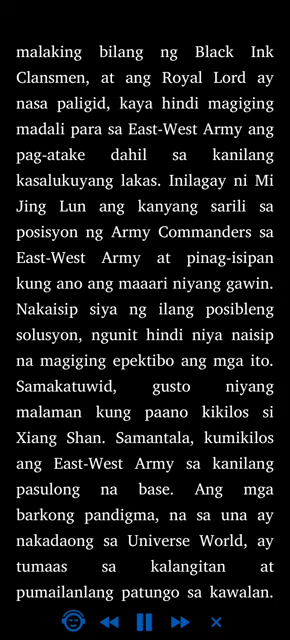 malaking bilang ng Black Ink
Clansmen, at ang Royal Lord ay
nasa paligid, kaya hindi magiging
madali para sa East-West Army ang
pag-atake dahil sa kanilang
kasalukuyang lakas. Inilagay ni Mi
Jing Lun ang kanyang sarili sa
posisyon ng Army Commanders sa
East-West Army at pinag-isipan
kung ano ang maaari niyang gawin.
Nakaisip siya ng ilang posibleng
solusyon, ngunit hindi niya naisip
na magiging epektibo ang mga ito.
Samakatuwid, gusto niyang
malaman kung paano kikilos si
Xiang Shan. Samantala, kumikilos
ang East-West Army sa kanilang
pasulong na base. Ang mga
barkong pandigma, na sa una ay
nakadaong sa Universe World, ay
tumaas sa kalangitan at
pumailanlang patungo sa kawalan.